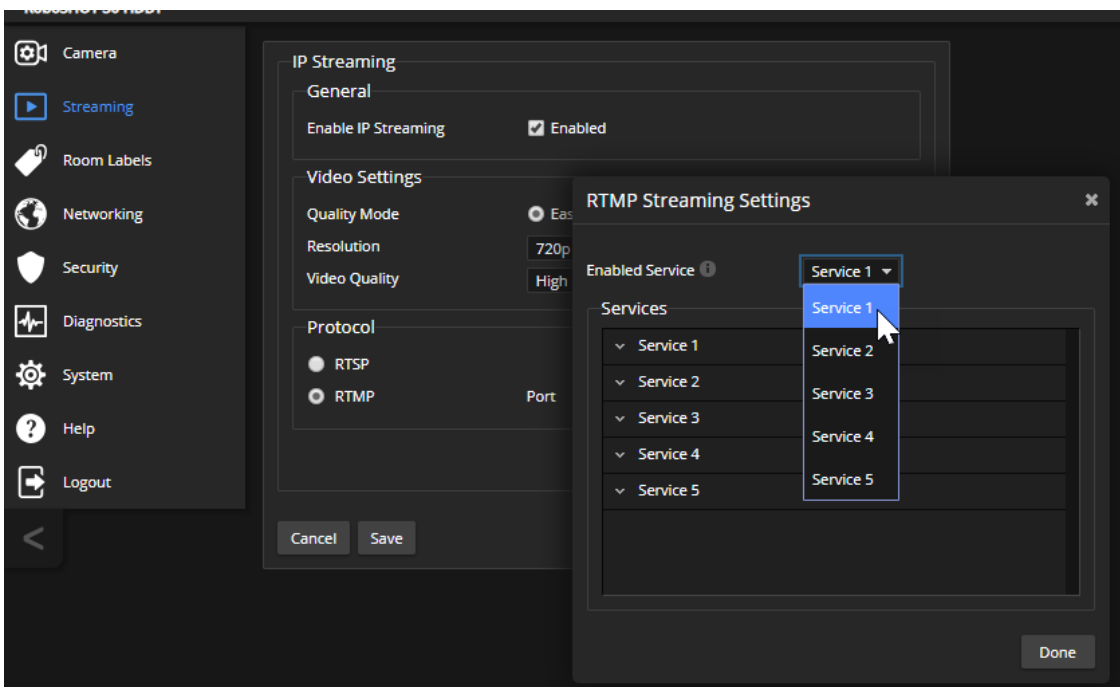 Camera
Streaming
Room Labels
Networking
Security
Diagnostics
System
Help
Logout
IP Streaming
General
Enable IP Streaming
Enabled
Video Settings
Quality Mode
Resolution
720p
Video Quality
High
Protocol
RTSP
RTMP
Port
Cancel
Save
RTMP Streaming Settings
Enabled Service
Service 1
Service 1
Service 2
Service 3
Service 4
Service 5
Services
Service 1
Service 2
Service 3
Service 4
Service 5
Done